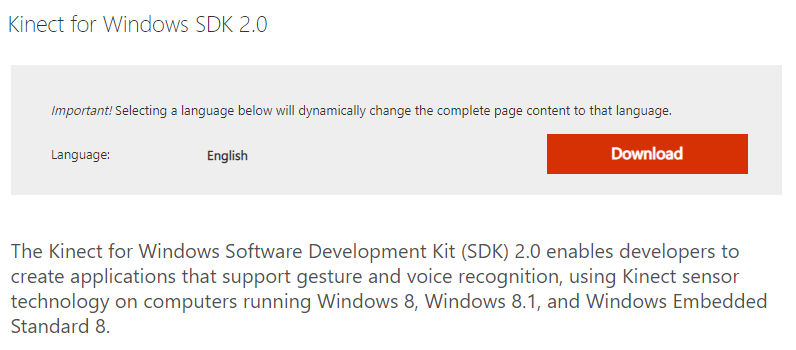 Kinect for Windows SDK 2.0
Important! Selecting a language below will dynamically change the complete page content to that language.
Language:
English
Download
The Kinect for Windows Software Development Kit (SDK) 2.0 enables developers to
create applications that support gesture and voice recognition, using Kinect sensor
technology on computers running Windows 8, Windows 8.1, and Windows Embedded
Standard 8.